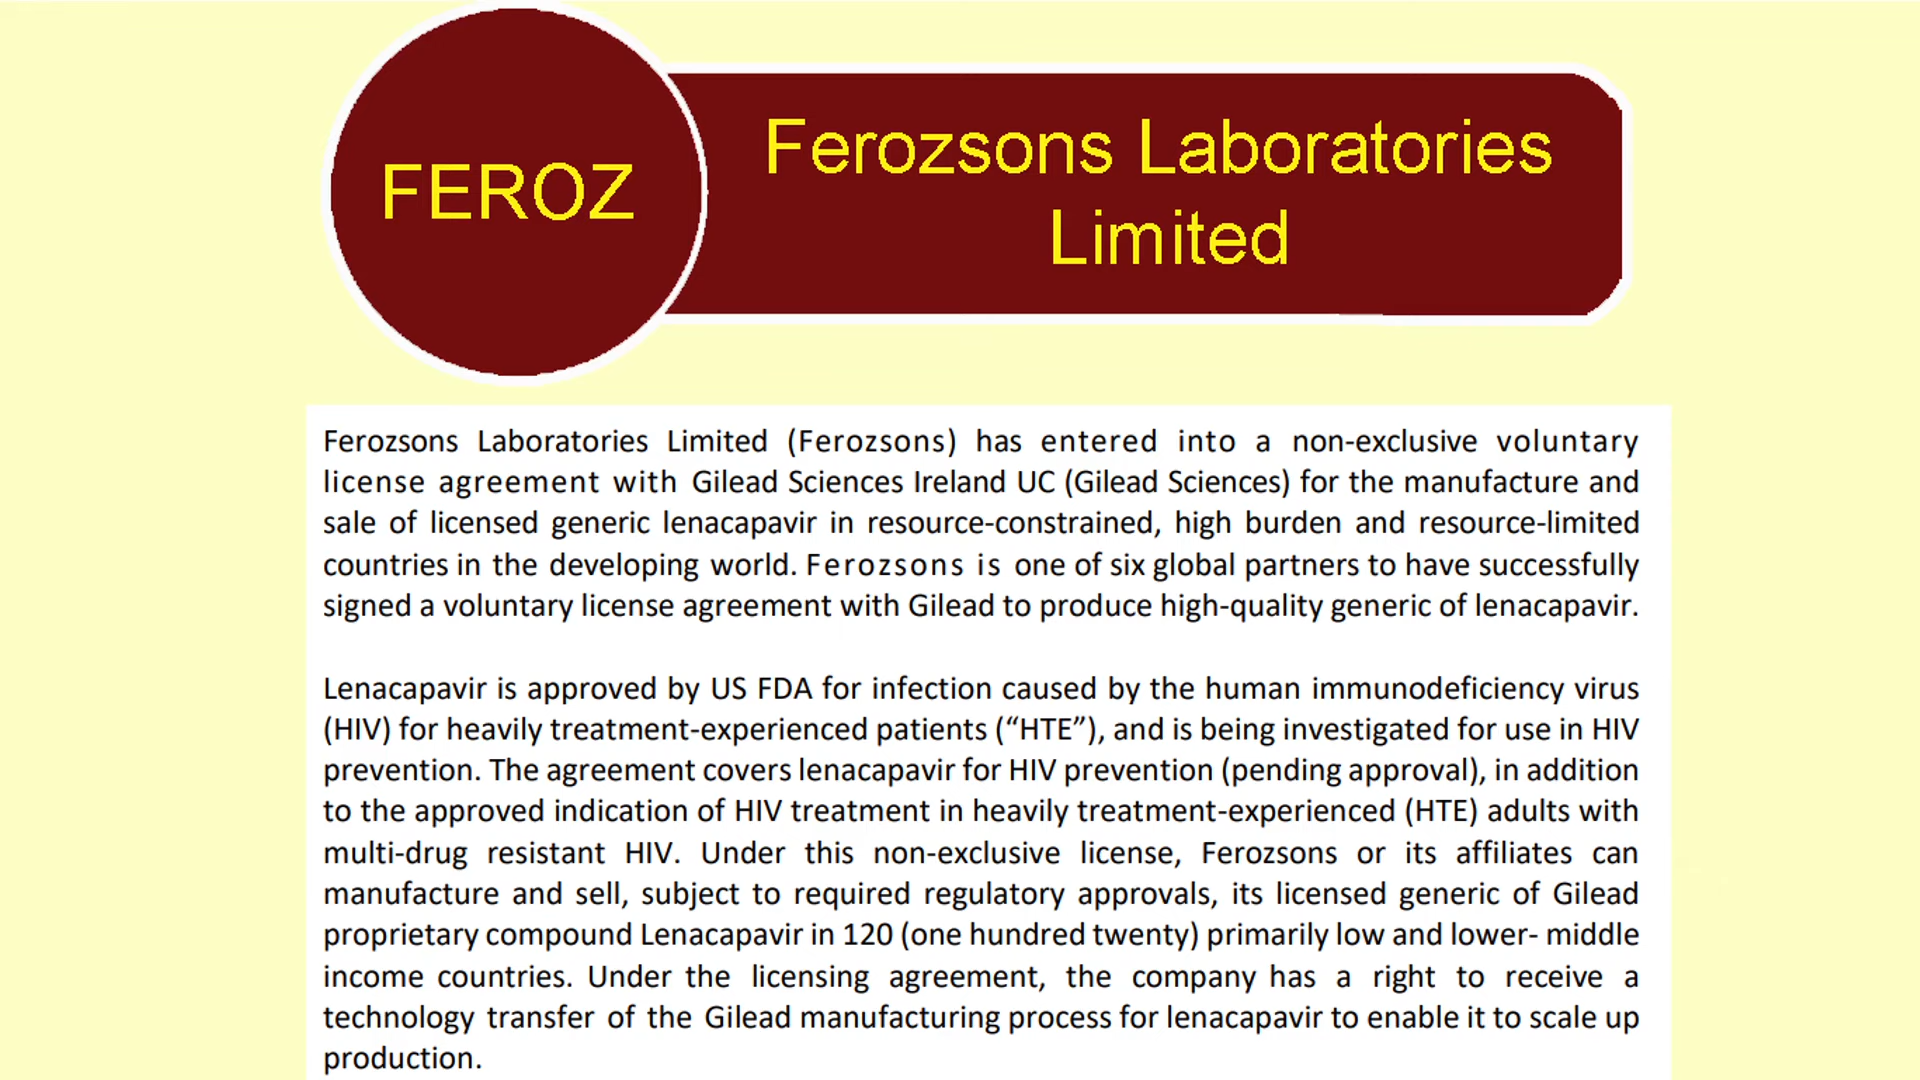 FEROZ
Ferozsons Laboratories
Limited
Ferozsons Laboratories Limited (Ferozsons) has entered into a non-exclusive voluntary
license agreement with Gilead Sciences Ireland UC (Gilead Sciences) for the manufacture and
sale of licensed generic lenacapavir in resource-constrained, high burden and resource-limited
countries in the developing world. Ferozsons is one of six global partners to have successfully
signed a voluntary license agreement with Gilead to produce high-quality generic of lenacapavir.
Lenacapavir is approved by US FDA for infection caused by the human immunodeficiency virus
(HIV) for heavily treatment-experienced patients (“HTE”), and is being investigated for use in HIV
prevention. The agreement covers lenacapavir for HIV prevention (pending approval), in addition
to the approved indication of HIV treatment in heavily treatment-experienced (HTE) adults with
multi-drug resistant HIV. Under this non-exclusive license, Ferozsons or its affiliates can
manufacture and sell, subject to required regulatory approvals, its licensed generic of Gilead
proprietary compound Lenacapavir in 120 (one hundred twenty) primarily low and lower- middle
income countries. Under the licensing agreement, the company has a right to receive a
technology transfer of the Gilead manufacturing process for lenacapavir to enable it to scale up
production.